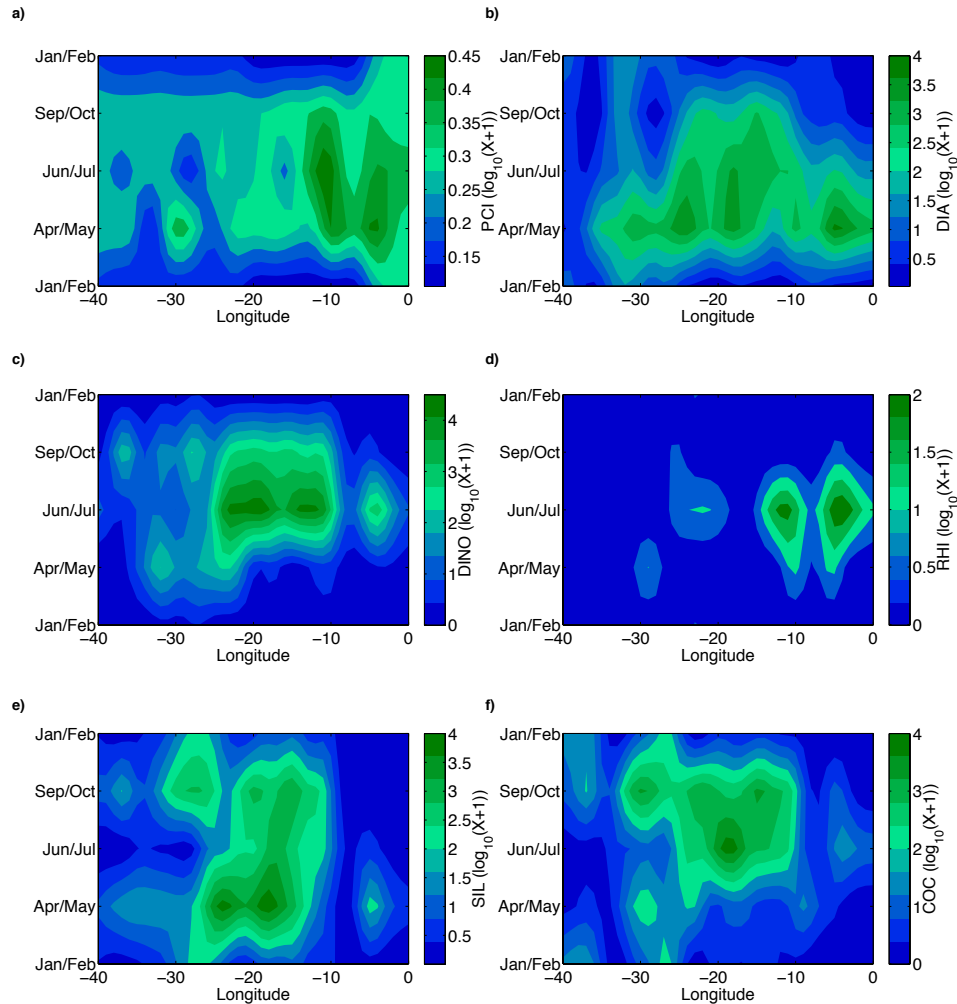 a)
Jan/Feb
Sep/Oct
Jun/Jul
Apr/May
Jan/Feb
−40 −30 −20 −10 0
Longitude
0.45
0.4
0.35
0.3
0.25
0.2
0.15
PCI (log10(X+1))
b)
Jan/Feb
Sep/Oct
Jun/Jul
Apr/May
Jan/Feb
−40 −30 −20 −10 0
Longitude
4
3.5
3
2.5
2
1.5
1
0.5
DIA (log10(X+1))
c)
Jan/Feb
Sep/Oct
Jun/Jul
Apr/May
Jan/Feb
−40 −30 −20 −10 0
Longitude
4
3
2
1
0
DINO (log10(X+1))
d)
Jan/Feb
Sep/Oct
Jun/Jul
Apr/May
Jan/Feb
−40 −30 −20 −10 0
Longitude
2
1.5
1
0.5
0
RHI (log10(X+1))
e)
Jan/Feb
Sep/Oct
Jun/Jul
Apr/May
Jan/Feb
−40 −30 −20 −10 0
Longitude
4
3.5
3
2.5
2
1.5
1
0.5
SIL (log10(X+1))
f)
Jan/Feb
Sep/Oct
Jun/Jul
Apr/May
Jan/Feb
−40 −30 −20 −10 0
Longitude
4
3
2
1
0
COC (log10(X+1))